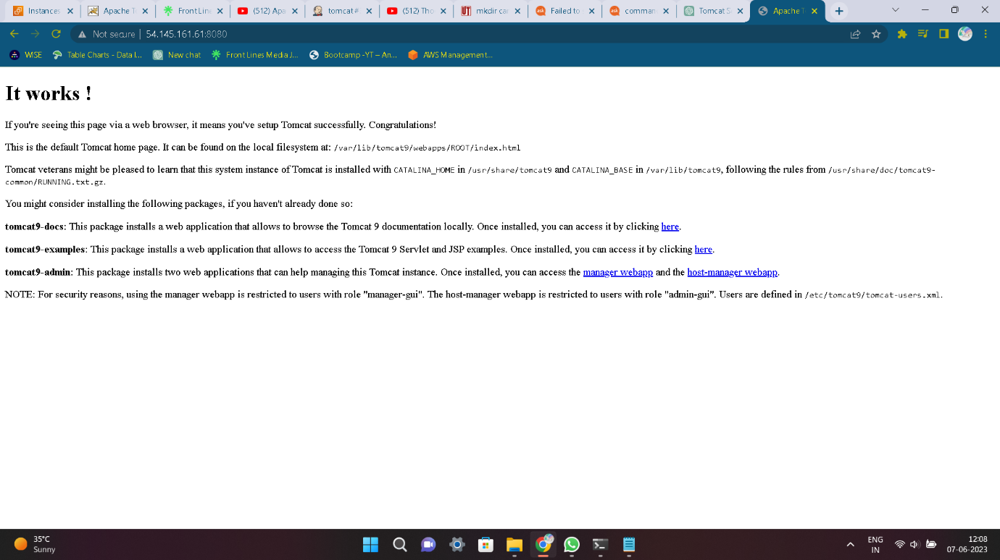 Instances
Apache T
Front Line
(512) Apa
tomcat#
(512) Tho
mkdir ca
Failed to
comman
Tomcat S
Apache T
Not secure | 54.145.161.61:8080
WISE
Table Charts - Data I...
New chat
Front Lines Media J...
Bootcamp -YT – An...
AWS Management...
It works !
If you're seeing this page via a web browser, it means you've setup Tomcat successfully. Congratulations!
This is the default Tomcat home page. It can be found on the local filesystem at: /var/lib/tomcat9/webapps/ROOT/index.html
Tomcat veterans might be pleased to learn that this system instance of Tomcat is installed with CATALINA_HOME in /usr/share/tomcat9 and CATALINA_BASE in /var/lib/tomcat9, following the rules from /usr/share/doc/tomcat9-
common/RUNNING.txt.gz.
You might consider installing the following packages, if you haven't already done so:
tomcat9-docs: This package installs a web application that allows to browse the Tomcat 9 documentation locally. Once installed, you can access it by clicking here.
tomcat9-examples: This package installs a web application that allows to access the Tomcat 9 Servlet and JSP examples. Once installed, you can access it by clicking here.
tomcat9-admin: This package installs two web applications that can help managing this Tomcat instance. Once installed, you can access the manager webapp and the host-manager webapp.
NOTE: For security reasons, using the manager webapp is restricted to users with role "manager-gui". The host-manager webapp is restricted to users with role "admin-gui". Users are defined in /etc/tomcat9/tomcat-users.xml.
35°C
Sunny
ENG
IN
12:08
07-06-2023